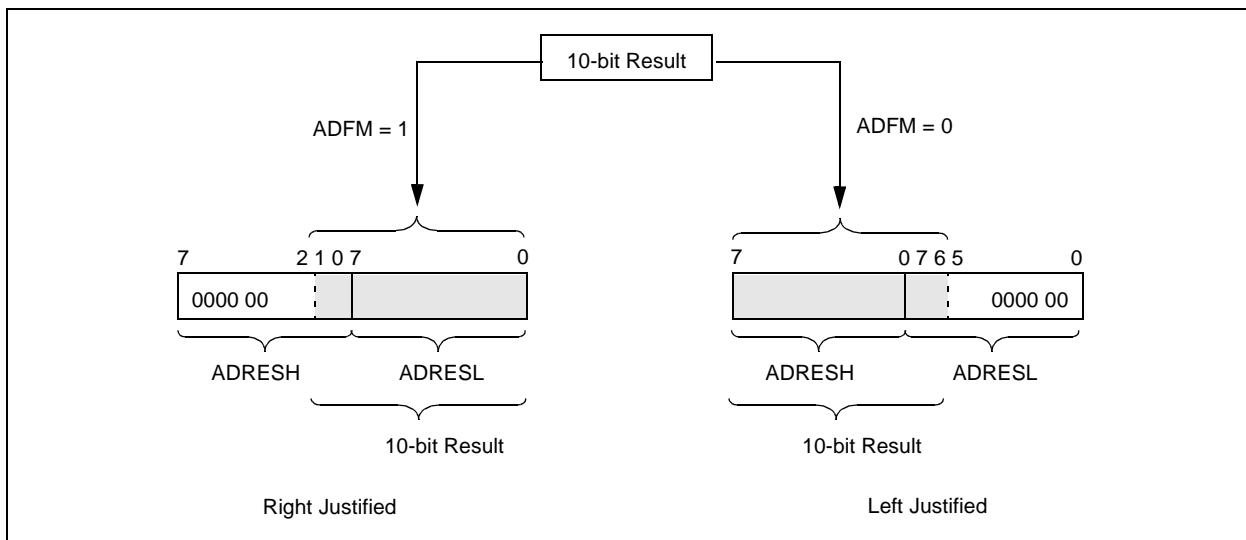 10-bit Result
ADFM = 1
ADFM = 0
7 2 1 0 7 0
7 0 7 6 5 0
0000 00
0000 00
ADRESH ADRESL
ADRESH ADRESL
10-bit Result
10-bit Result
Right Justified
Left Justified